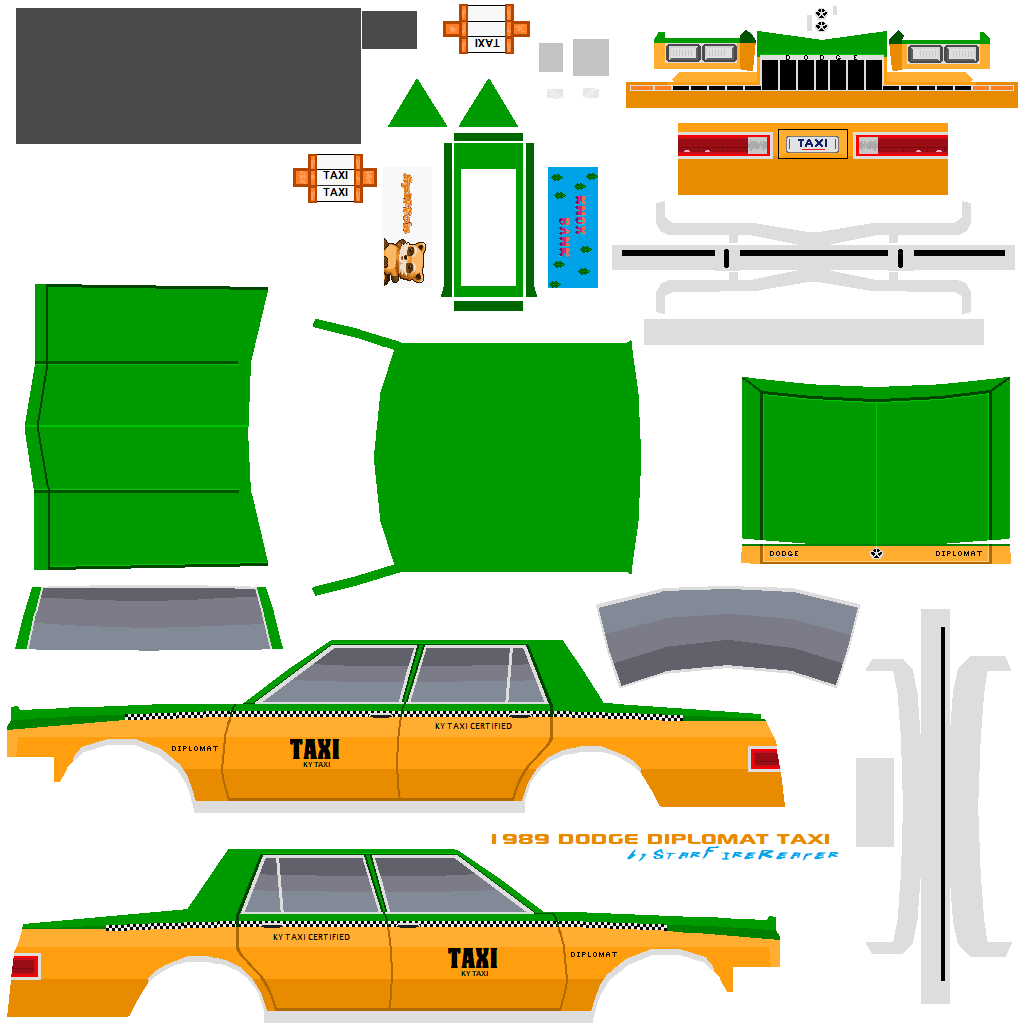 TAXI
DODGE
TAXI
TAXI
TAXI
DODGE DIPLOMAT
KY TAXI CERTIFIED
DIPLOMAT
TAXI
KY TAXI
1989 DODGE DIPLOMAT TAXI
by StarFireReaper
KY TAXI CERTIFIED
TAXI
KY TAXI
DIPLOMAT